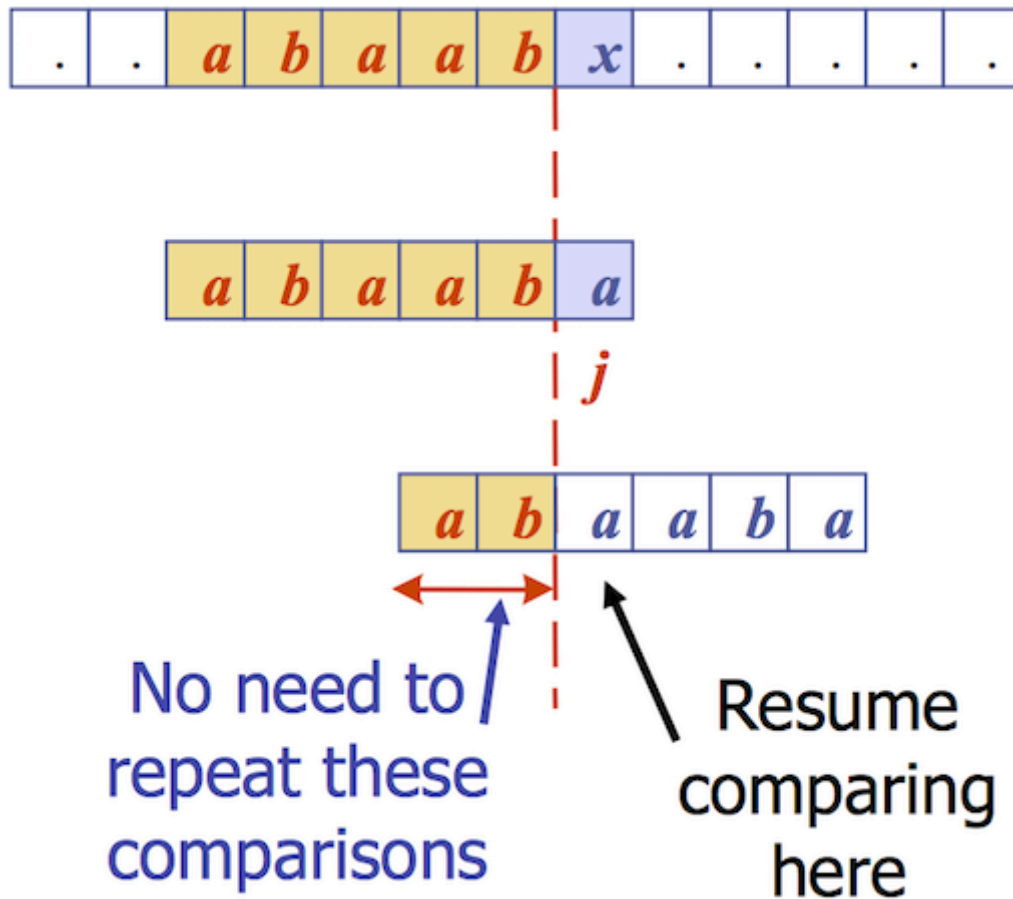 . . a b a a b x . . . . .
a b a a b a
j
a b a a b a
No need to
repeat these
comparisons
Resume
comparing
here